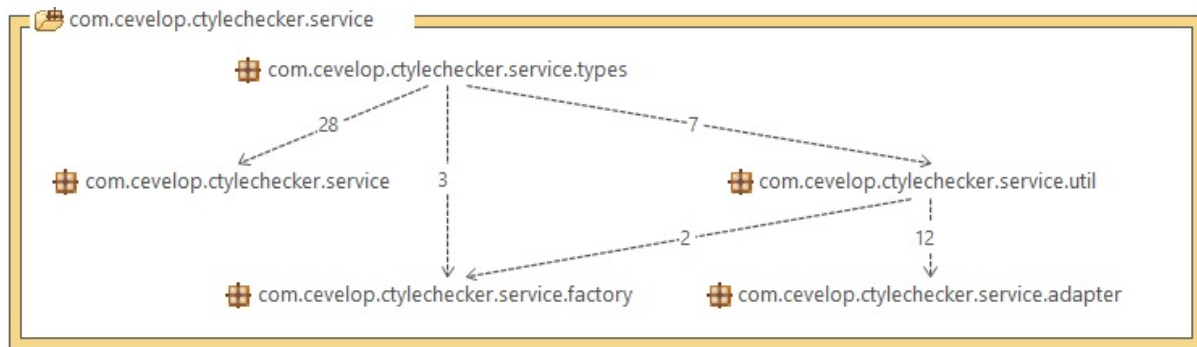 com.cevelop.ctylechecker.service
com.cevelop.ctylechecker.service.types
28
7
com.cevelop.ctylechecker.service
3
com.cevelop.ctylechecker.service.util
2
12
com.cevelop.ctylechecker.service.factory
com.cevelop.ctylechecker.service.adapter